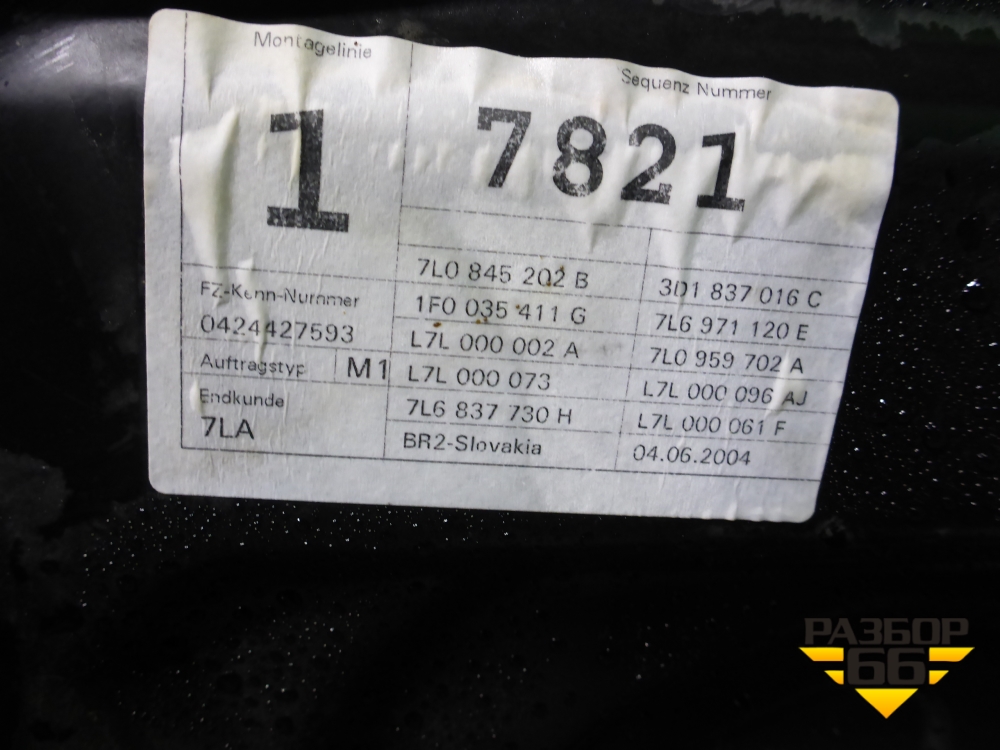 Montagelinie
Sequenz Nummer
1
7821
7L0 845 202 B
3D1 837 016 C
FZ-Kenn-Nummer
1F0 035 411 G
7L6 971 120 E
0424427593
L7L 000 002 A
7L0 959 702 A
Auftragstyp
M1
L7L 000 073
L7L 000 096 AJ
Endkunde
7L6 837 730 H
L7L 000 061 F
7LA
BR2-Slovakia
04.06.2004
РАЗБОР
66